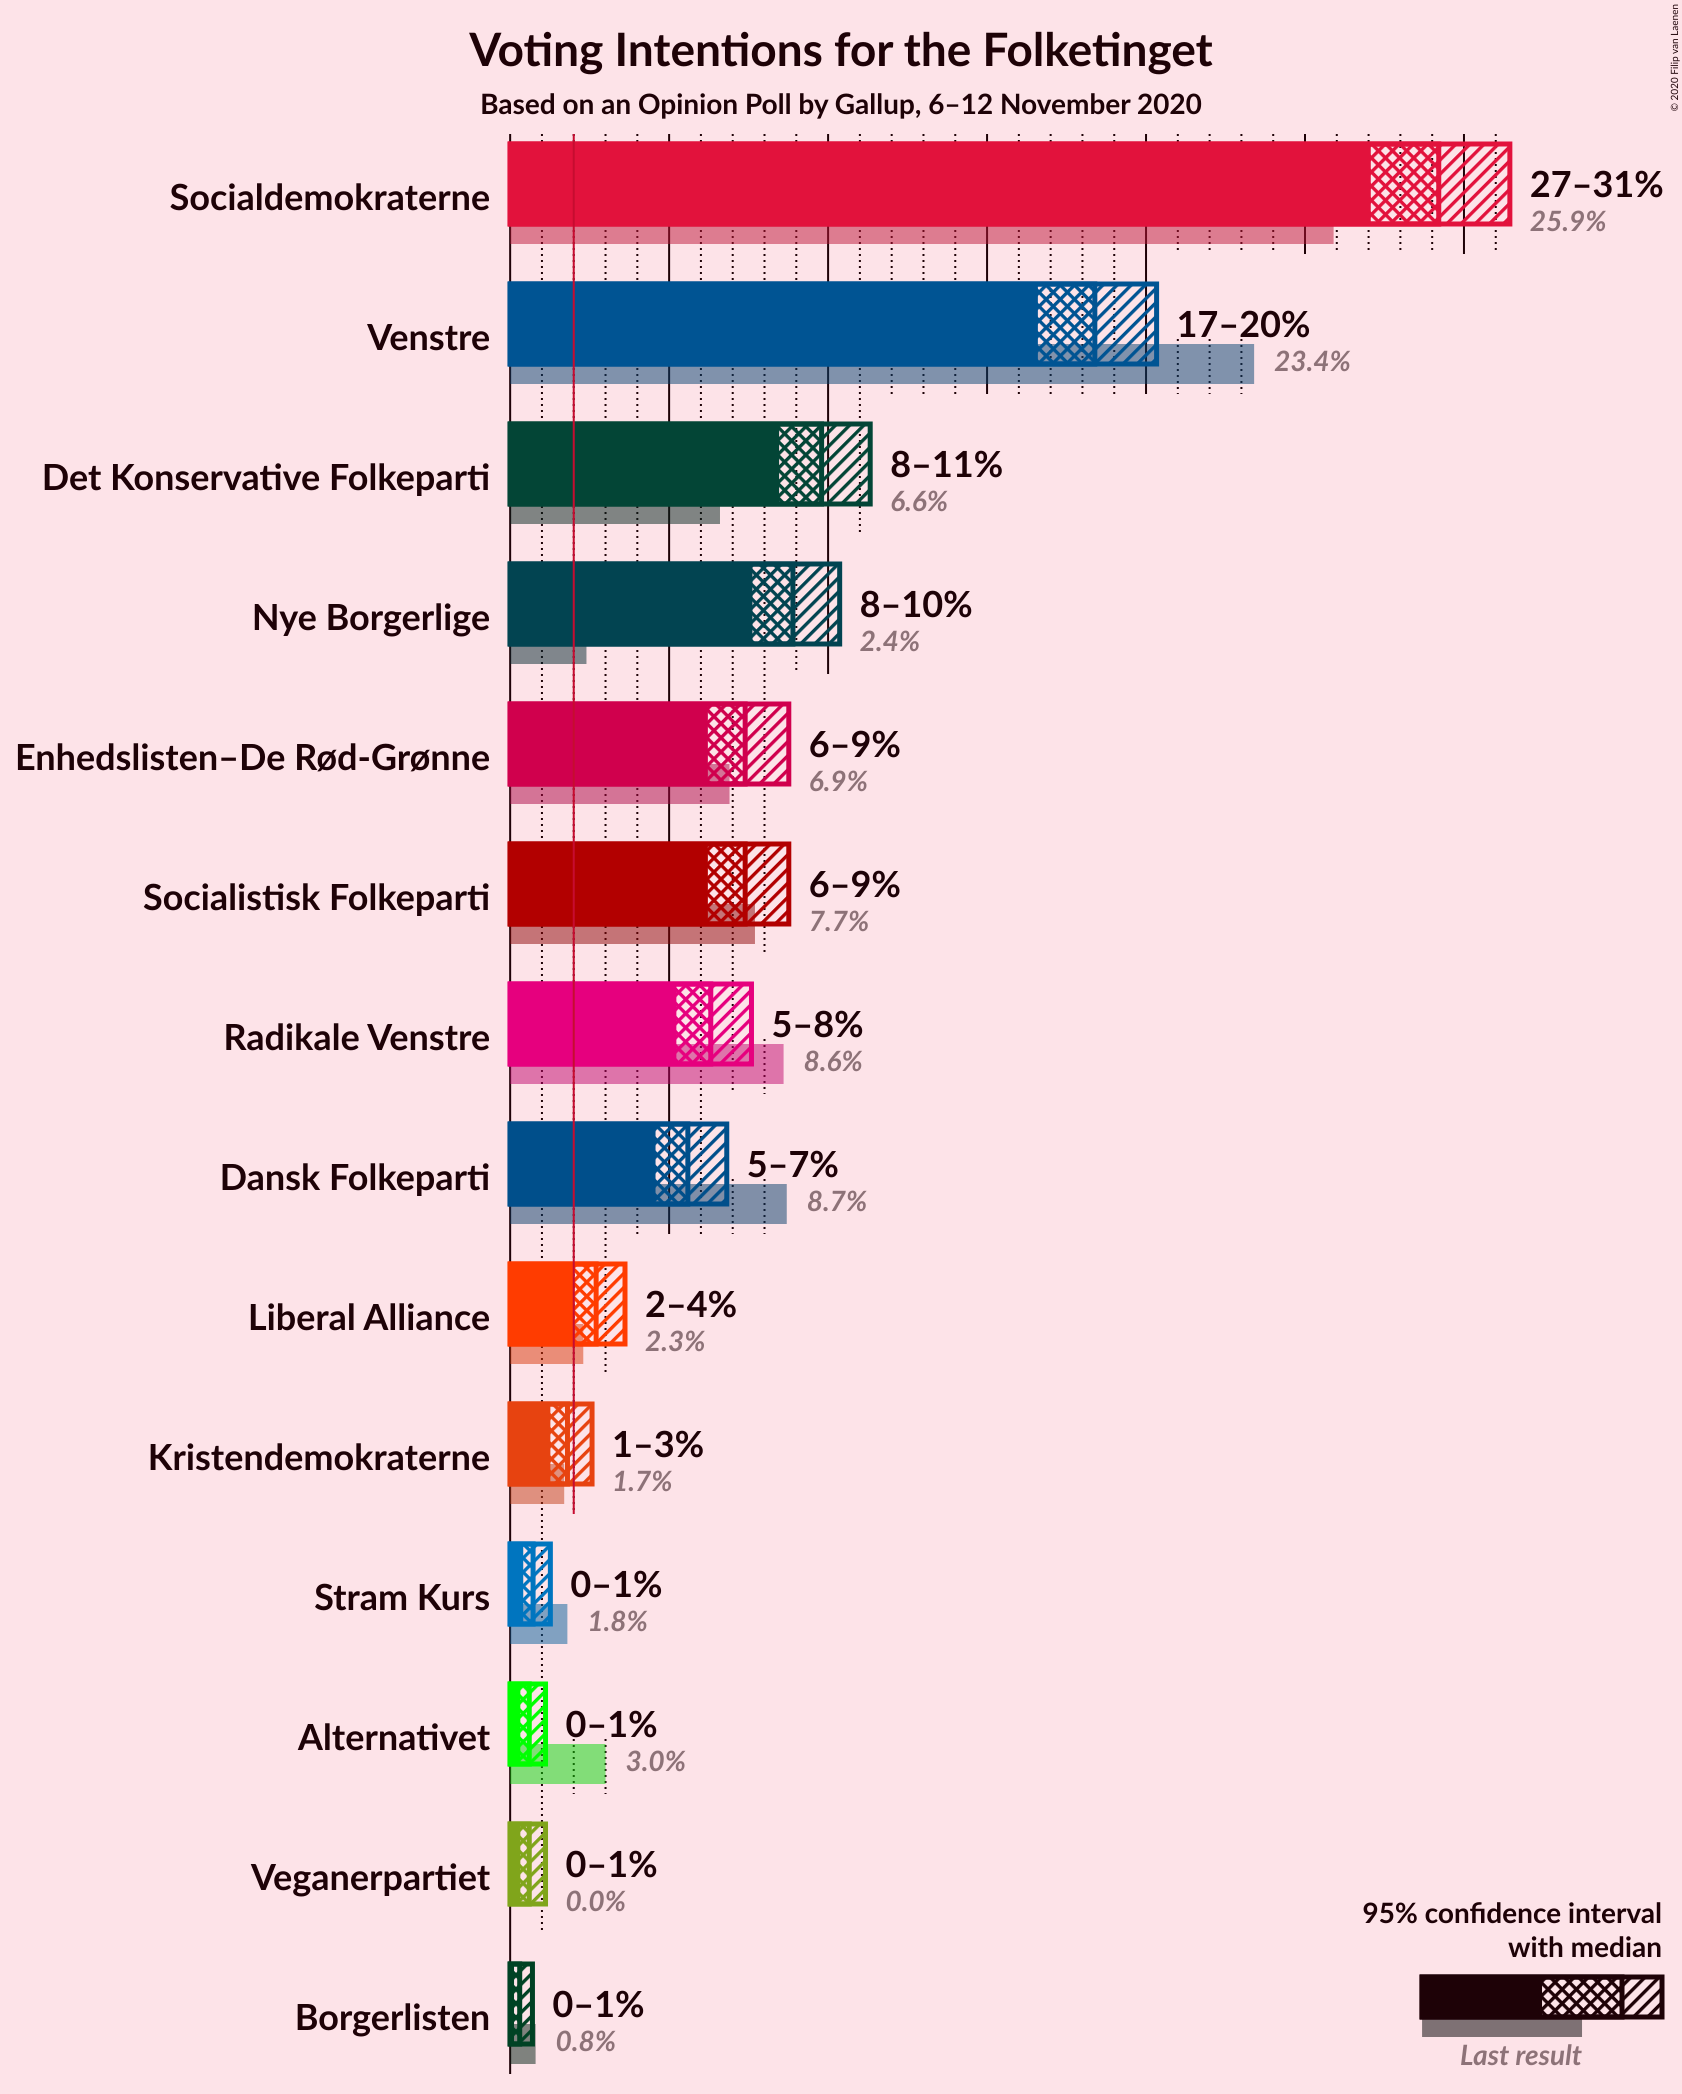 Voting Intentions for the Folketinget
Based on an Opinion Poll by Gallup, 6–12 November 2020
© 2020 Filip van Laenen
Socialdemokraterne
27–31%
25.9%
Venstre
17–20%
23.4%
Det Konservative Folkeparti
8–11%
6.6%
Nye Borgerlige
8–10%
2.4%
Enhedslisten–De Rød-Grønne
6–9%
6.9%
Socialistisk Folkeparti
6–9%
7.7%
Radikale Venstre
5–8%
8.6%
Dansk Folkeparti
5–7%
8.7%
Liberal Alliance
2–4%
2.3%
Kristendemokraterne
1–3%
1.7%
Stram Kurs
0–1%
1.8%
Alternativet
0–1%
3.0%
Veganerpartiet
0–1%
0.0%
Borgerlisten
0–1%
0.8%
95% confidence interval
with median
Last result